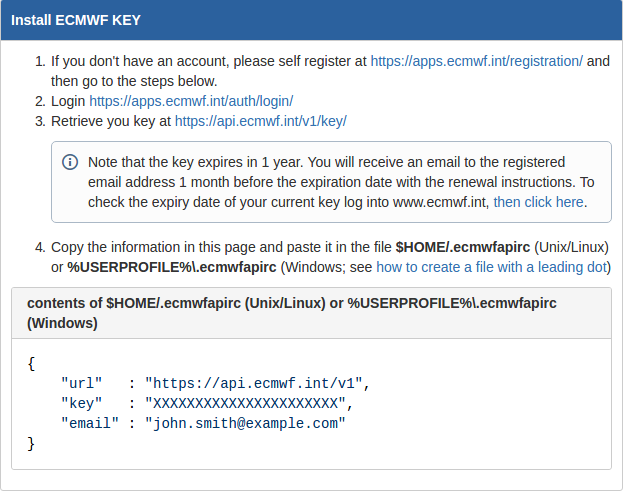 Install ECMWF KEY
1. If you don't have an account, please self register at https://apps.ecmwf.int/registration/ and
then go to the steps below.
2. Login https://apps.ecmwf.int/auth/login/
3. Retrieve you key at https://api.ecmwf.int/v1/key/
Note that the key expires in 1 year. You will receive an email to the registered
email address 1 month before the expiration date with the renewal instructions. To
check the expiry date of your current key log into www.ecmwf.int, then click here.
4. Copy the information in this page and paste it in the file $HOME/.ecmwfapirc (Unix/Linux)
or %USERPROFILE%\.ecmwfapirc (Windows; see how to create a file with a leading dot)
contents of $HOME/.ecmwfapirc (Unix/Linux) or %USERPROFILE%\.ecmwfapirc
(Windows)
{
    "url"   : "https://api.ecmwf.int/v1",
    "key"   : "XXXXXXXXXXXXXXXXXXXXXX",
    "email" : "john.smith@example.com"
}